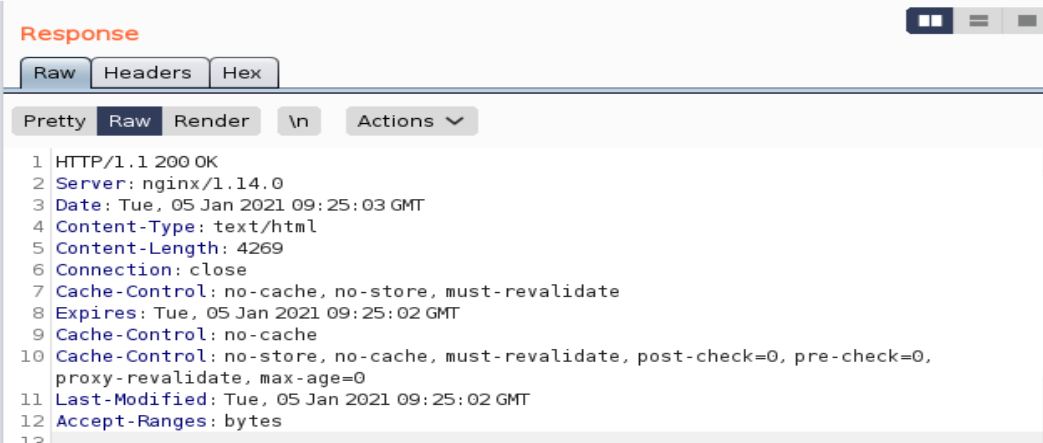 Response
Raw Headers Hex
Pretty Raw Render \n Actions
1 HTTP/1.1 200 OK
2 Server: nginx/1.14.0
3 Date: Tue, 05 Jan 2021 09:25:03 GMT
4 Content-Type: text/html
5 Content-Length: 4269
6 Connection: close
7 Cache-Control: no-cache, no-store, must-revalidate
8 Expires: Tue, 05 Jan 2021 09:25:02 GMT
9 Cache-Control: no-cache
10 Cache-Control: no-store, no-cache, must-revalidate, post-check=0, pre-check=0,
proxy-revalidate, max-age=0
11 Last-Modified: Tue, 05 Jan 2021 09:25:02 GMT
12 Accept-Ranges: bytes
13